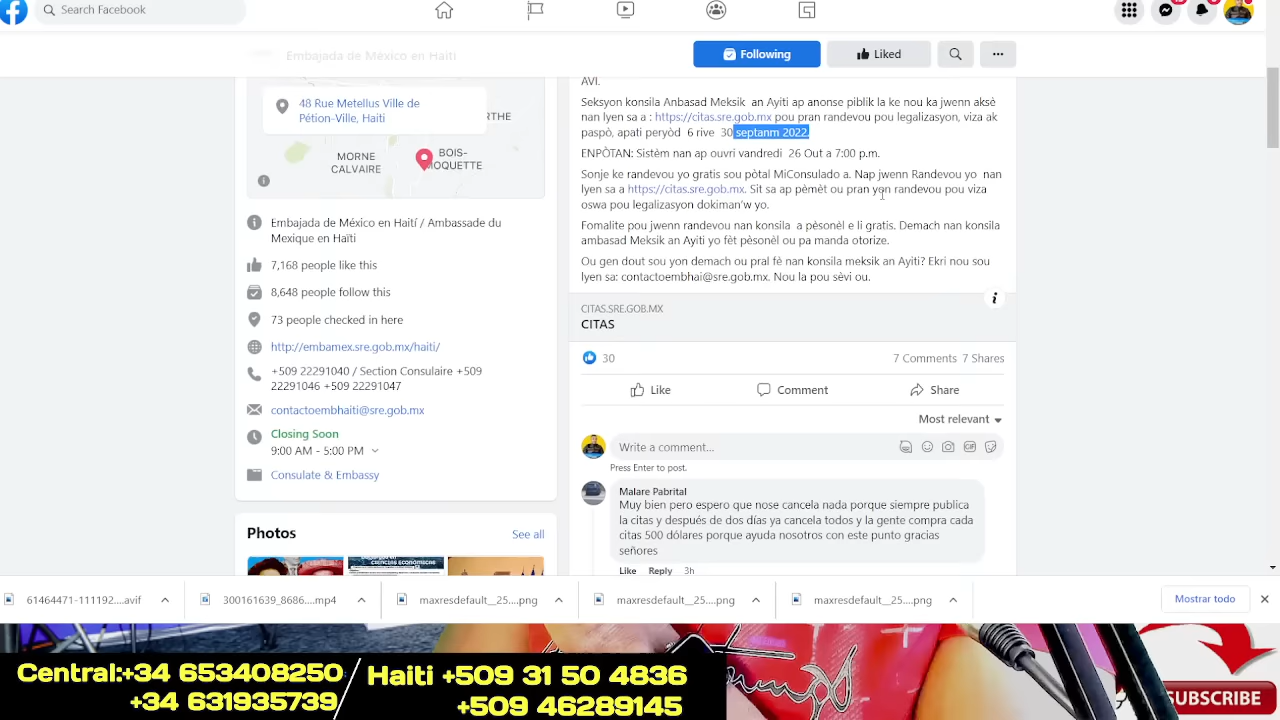 Search Facebook
Embajada de México en Haïti
Following
Liked
48 Rue Metellus Ville de
Pétion-Ville, Haiti
RTHE
MORNE
CALVAIRE
BOIS-
MOQUETTE
Embajada de México en Haití / Ambassade du
Mexique en Haïti
7,168 people like this
8,648 people follow this
73 people checked in here
http://embamex.sre.gob.mx/haiti/
+509 22291040 / Section Consulaire +509
22291046 +509 22291047
contactoembhaiti@sre.gob.mx
Closing Soon
9:00 AM - 5:00 PM
Consulate & Embassy
Photos
See all
AVI.
Seksyon konsila Anbasad Meksik an Ayiti ap anonse piblik la ke nou ka jwenn aksè
nan lyen sa a : https://citas.sre.gob.mx pou pran randevou pou legalizasyon, viza ak
paspò, apati peryòd 6 rive 30 septanm 2022.
ENPÒTAN: Sistèm nan ap ouvri vandredi 26 Out a 7:00 p.m.
Sonje ke randevou yo gratis sou pòtal MiConsulado a. Nap jwenn Randevou yo nan
lyen sa a https://citas.sre.gob.mx. Sit sa ap pèmèt ou pran yon randevou pou viza
oswa pou legalizasyon dokiman'w yo.
Fomalite pou jwenn randevou nan konsila a pèsonèl e li gratis. Demach nan konsila
ambasad Meksik an Ayiti yo fèt pèsonèl ou pa manda otorize.
Ou gen dout sou yon demach ou pral fè nan konsila meksik an Ayiti? Ekri nou sou
lyen sa: contactoembhai@sre.gob.mx. Nou la pou sèvi ou.
CITAS.SRE.GOB.MX
CITAS
30
7 Comments 7 Shares
Like
Comment
Share
Most relevant
Write a comment...
GIF
Press Enter to post.
Malare Pabrital
Muy bien pero espero que nose cancela nada porque siempre publica
la citas y después de dos días ya cancela todos y la gente compra cada
citas 500 dólares porque ayuda nosotros con este punto gracias
señores
Like Reply 3h
61464471-111192....avif
300161639_8686....mp4
maxresdefault__25....png
maxresdefault__25....png
maxresdefault__25....png
Mostrar todo
Central:+34 653408250
+34 631935739
/
Haiti +509 31 50 4836
+509 46289145
SUBSCRIBE